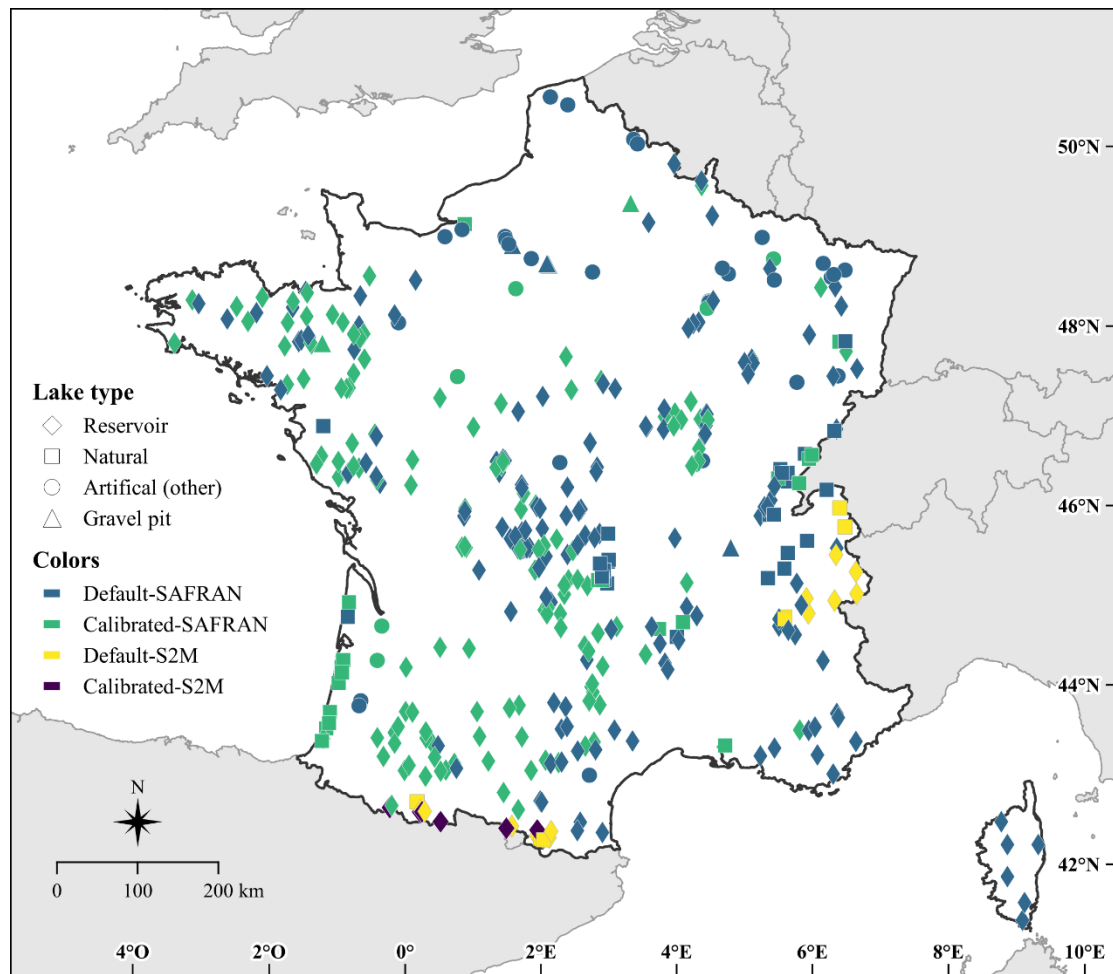 50°N
48°N
Lake type
Reservoir
Natural
Artifical (other)
Gravel pit
46°N
Colors
Default-SAFRAN
Calibrated-SAFRAN
Default-S2M
Calibrated-S2M
44°N
N
0 100 200 km
42°N
4°O 2°O 0° 2°E 4°E 6°E 8°E 10°E